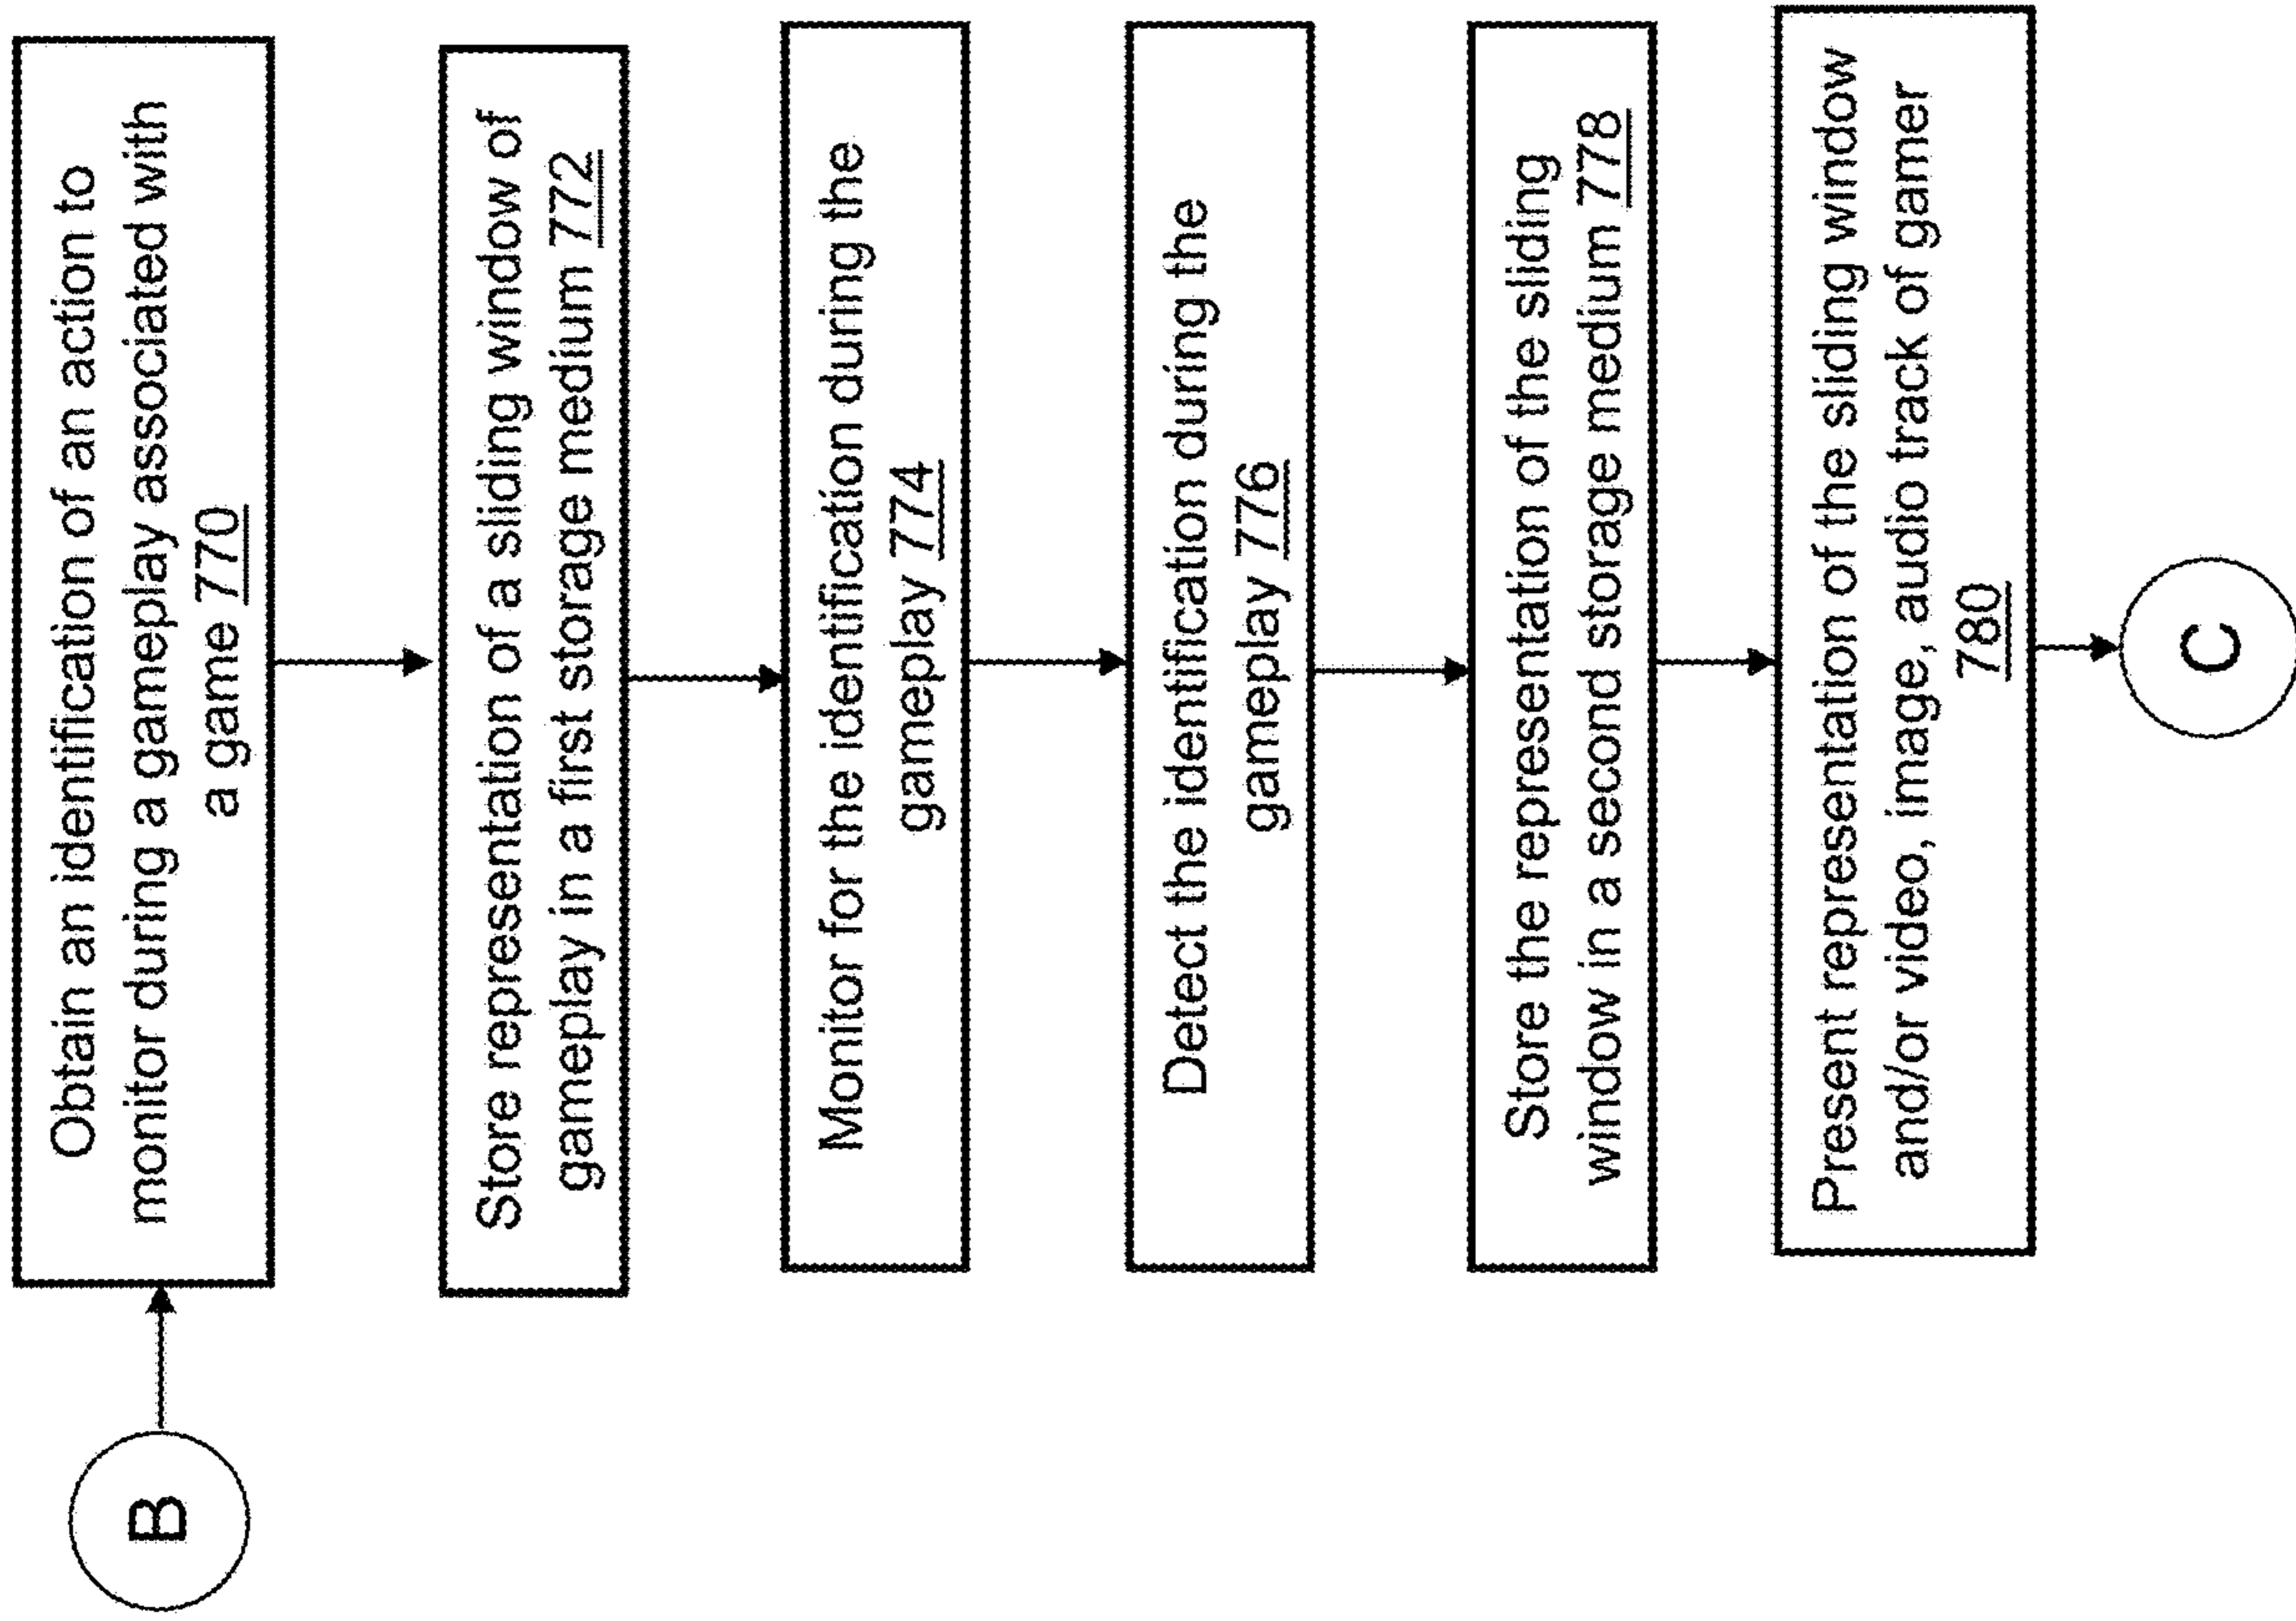 B
Obtain an identification of an action to
monitor during a gameplay associated with
a game 770
Store representation of a sliding window of
gameplay in a first storage medium 772
Monitor for the identification during the
gameplay 774
Detect the identification during the
gameplay 776
Store the representation of the sliding
window in a second storage medium 778
Present representation of the sliding window
and/or video, image, audio track of gamer
780
C